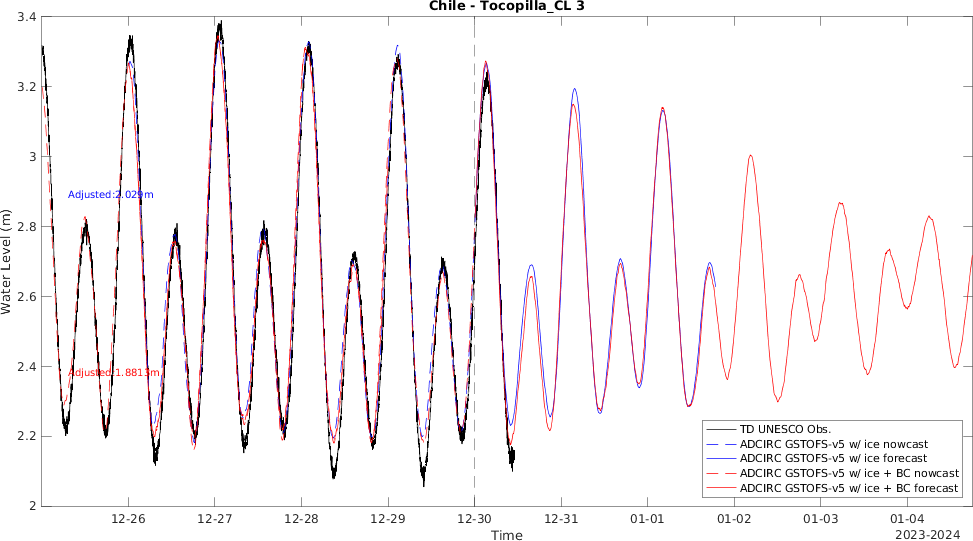 Chile - Tocopilla_CL 3
3.4
3.2
3
2.8
2.6
2.4
2.2
2
Water Level (m)
Adjusted:2.029m
Adjusted:1.8813m
TD UNESCO Obs.
ADCIRC GSTOFS-v5 w/ ice nowcast
ADCIRC GSTOFS-v5 w/ ice forecast
ADCIRC GSTOFS-v5 w/ ice + BC nowcast
ADCIRC GSTOFS-v5 w/ ice + BC forecast
12-26 12-27 12-28 12-29 12-30 12-31 01-01 01-02 01-03 01-04
Time
2023-2024